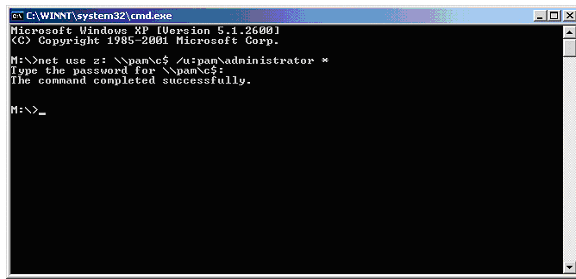 C:\WINNT\system32\cmd.exe
Microsoft Windows XP [Version 5.1.2600]
(C) Copyright 1985-2001 Microsoft Corp.
M:\>net use z: \\pam\c$ /u:pam\administrator *
Type the password for \\pam\c$:
The command completed successfully.
M:\>_